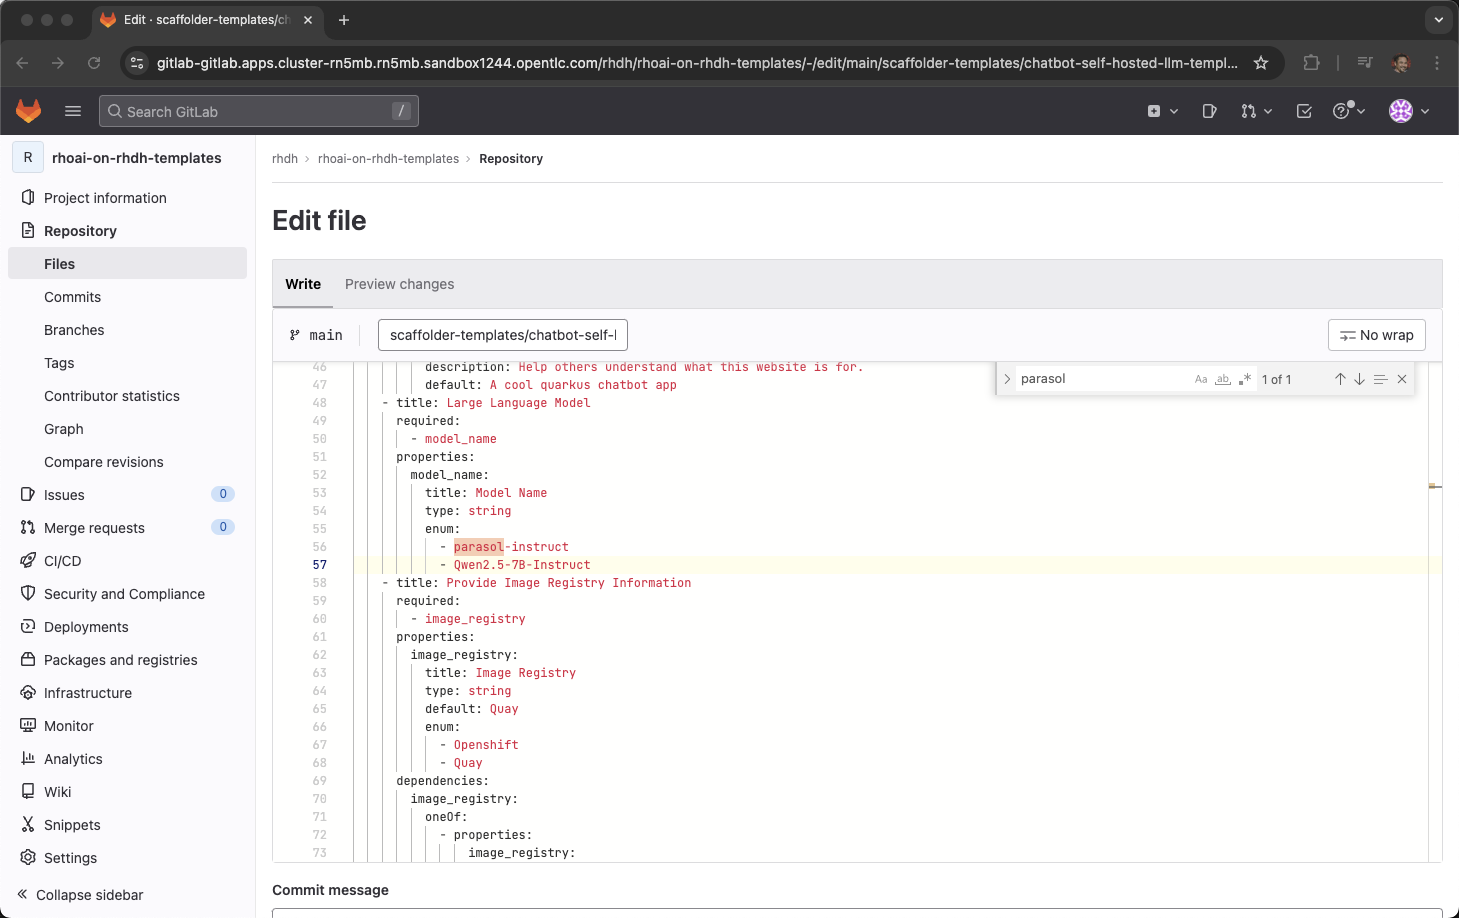 Edit · scaffolder-templates/ch
gitlab-gitlab.apps.cluster-rn5mb.rn5mb.sandbox1244.opentlc.com/rhdh/rhoai-on-rhdh-templates/-/edit/main/scaffolder-templates/chatbot-self-hosted-llm-templ...
Search GitLab /
R rhoai-on-rhdh-templates
Project information
Repository
Files
Commits
Branches
Tags
Contributor statistics
Graph
Compare revisions
Issues 0
Merge requests 0
CI/CD
Security and Compliance
Deployments
Packages and registries
Infrastructure
Monitor
Analytics
Wiki
Snippets
Settings
Collapse sidebar
rhdh › rhoai-on-rhdh-templates › Repository
Edit file
Write Preview changes
main scaffolder-templates/chatbot-self-h No wrap
parasol Aa ab .* 1 of 1
46 description: Help others understand what this website is for.
47 default: A cool quarkus chatbot app
48 - title: Large Language Model
49 required:
50 - model_name
51 properties:
52 model_name:
53 title: Model Name
54 type: string
55 enum:
56 - parasol-instruct
57 - Qwen2.5-7B-Instruct
58 - title: Provide Image Registry Information
59 required:
60 - image_registry
61 properties:
62 image_registry:
63 title: Image Registry
64 type: string
65 default: Quay
66 enum:
67 - Openshift
68 - Quay
69 dependencies:
70 image_registry:
71 oneOf:
72 - properties:
73 image_registry:
Commit message